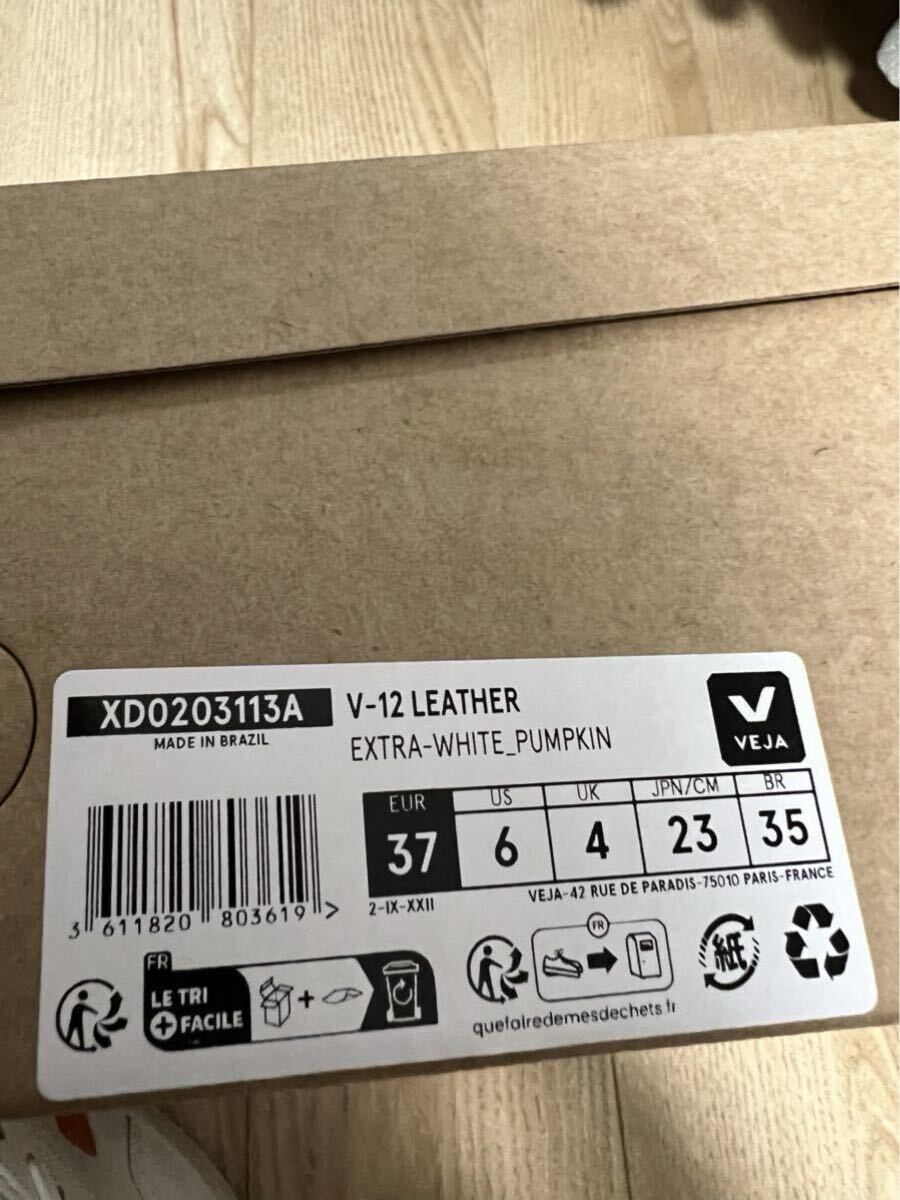 XD0203113A
MADE IN BRAZIL
V-12 LEATHER
EXTRA-WHITE_PUMPKIN
VEJA
EUR US UK JPN/CM BR
37 6 4 23 35
2-IX-XXII
VEJA-42 RUE DE PARADIS-75010 PARIS-FRANCE
3 611820 803619 >
FR
LE TRI
+ FACILE
+
FR
quefairedemesdechets.fr
紙